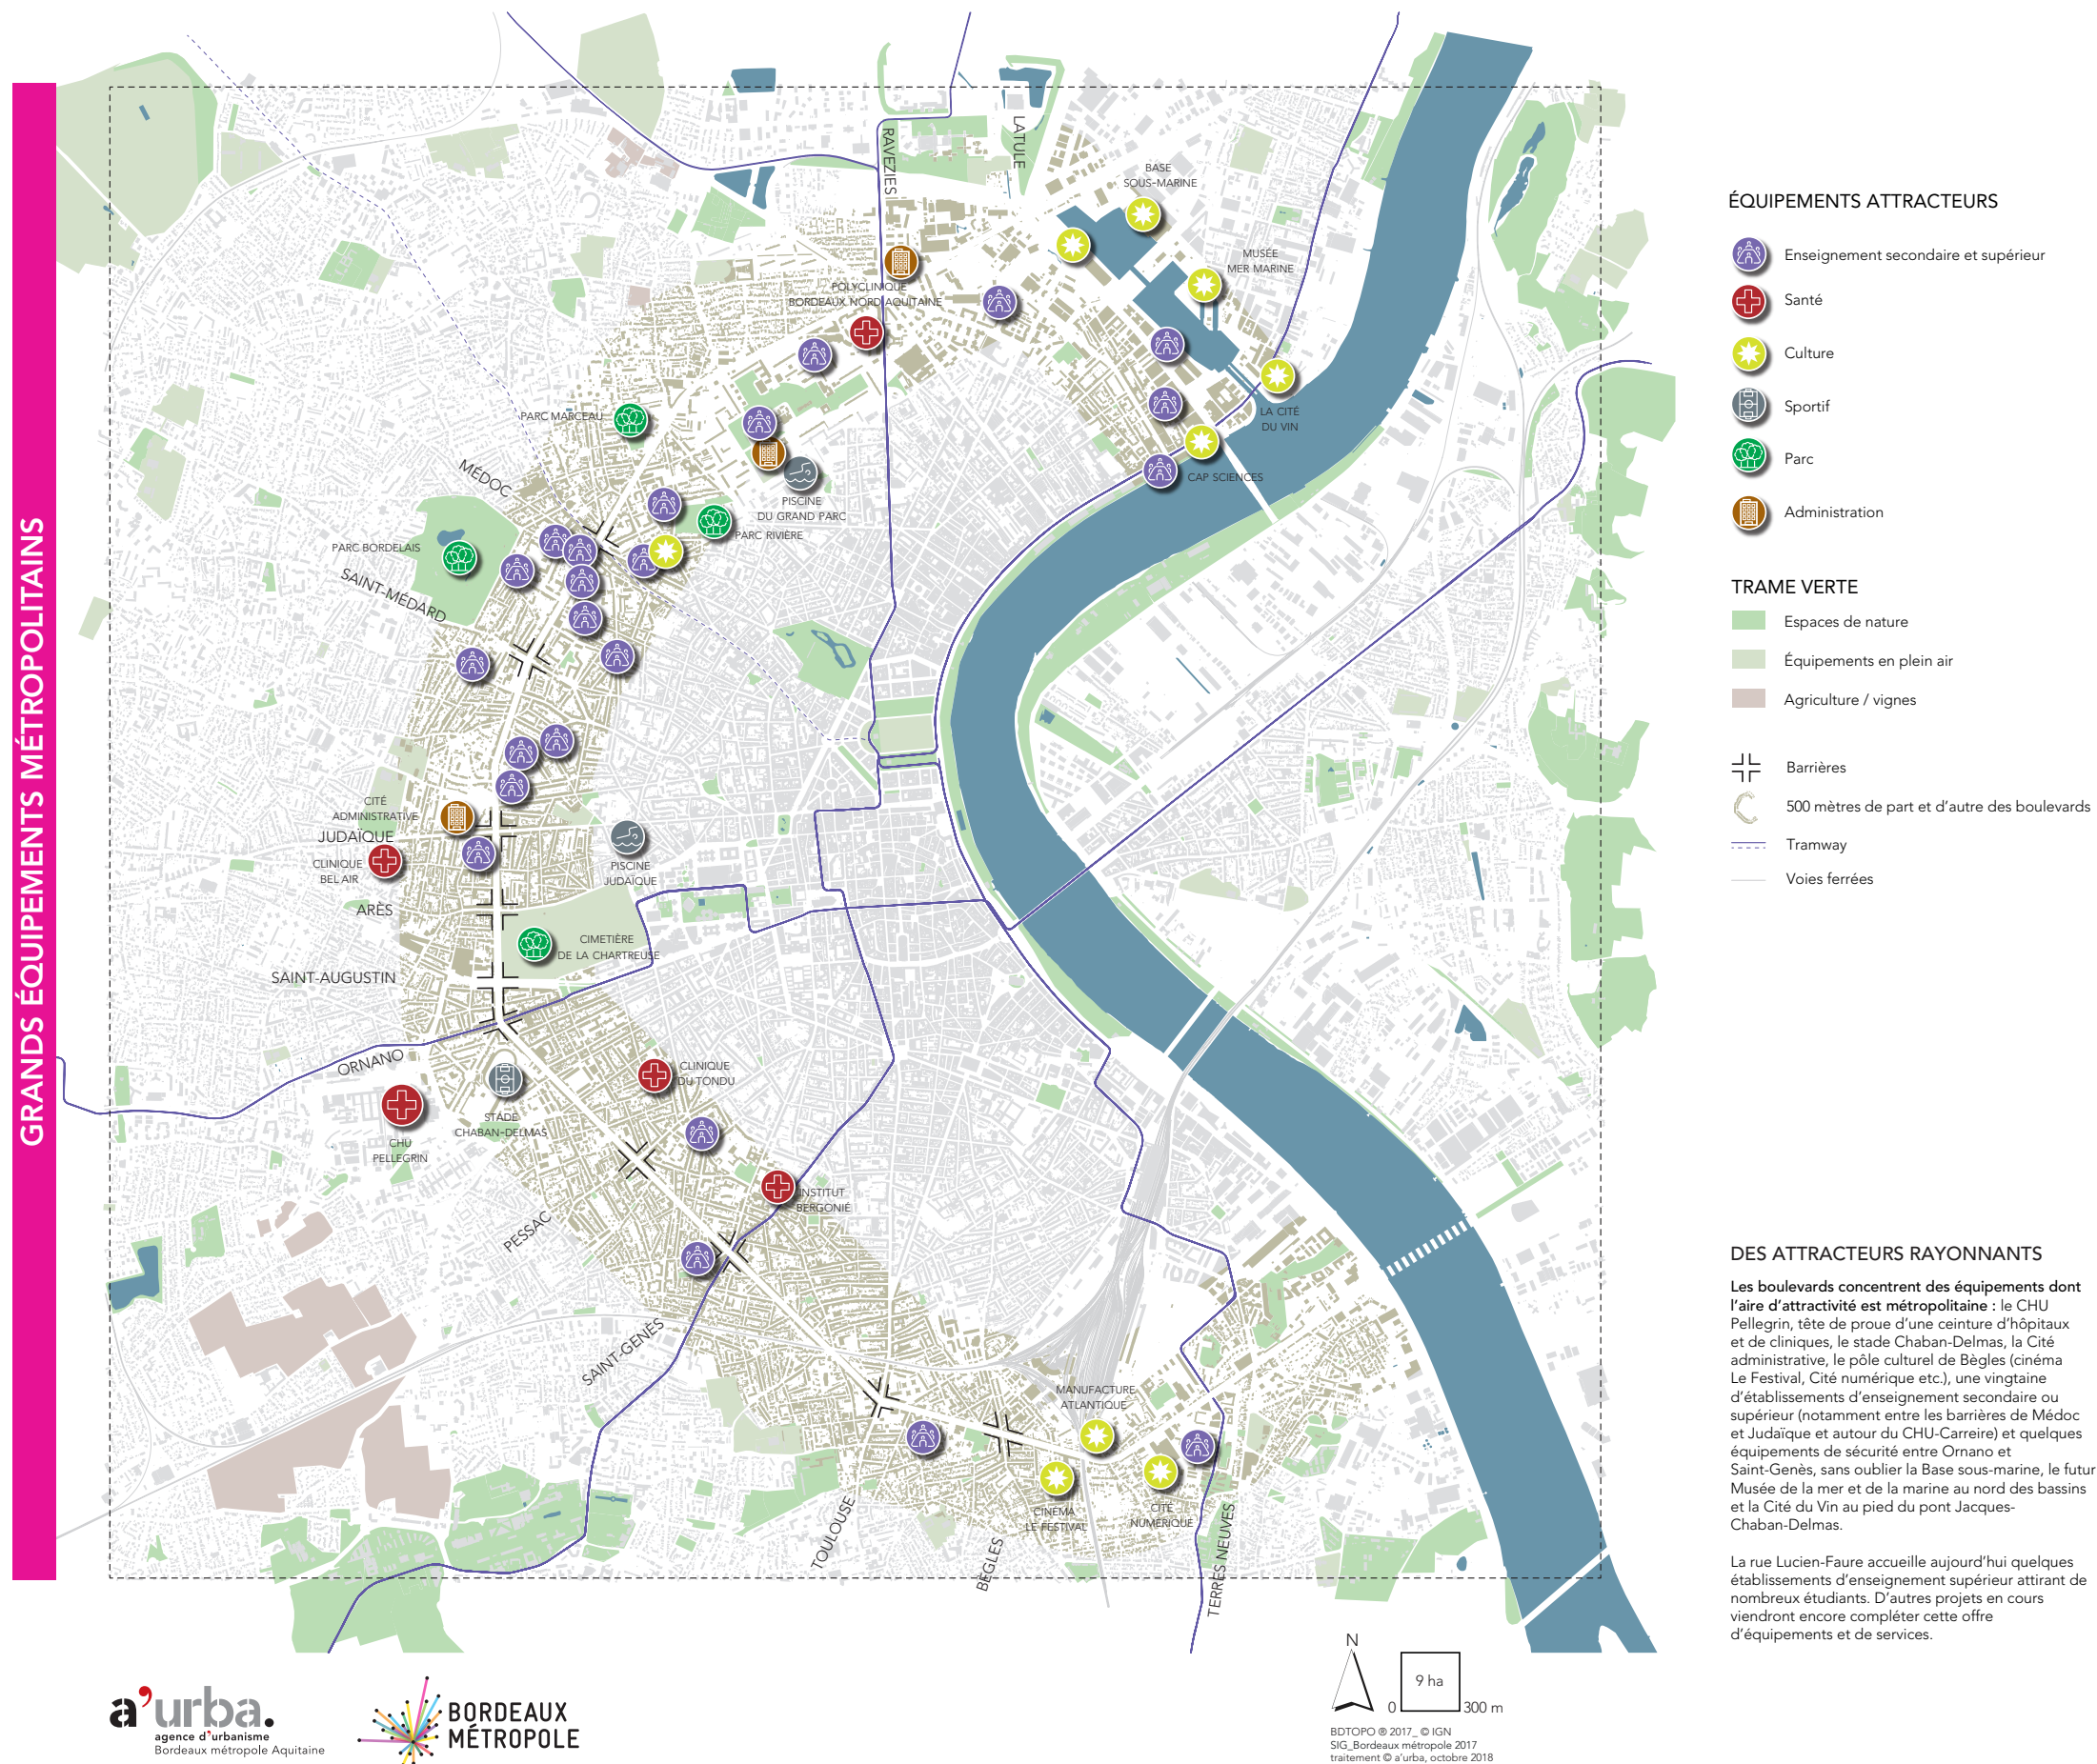 GRANDS ÉQUIPEMENTS MÉTROPOLITAINS
RAVEZIES
LATULE
BASE
SOUS-MARINE
MUSÉE
MER MARINE
POLYCLINIQUE
BORDEAUX NORD AQUITAINE
LA CITÉ
DU VIN
CAP SCIENCES
PARC MARCEAU
MÉDOC
PISCINE
DU GRAND PARC
PARC RIVIÈRE
PARC BORDELAIS
SAINT-MÉDARD
CITÉ
ADMINISTRATIVE
JUDAÏQUE
CLINIQUE
BEL AIR
PISCINE
JUDAÏQUE
ARÈS
CIMETIÈRE
DE LA CHARTREUSE
SAINT-AUGUSTIN
ORNANO
CLINIQUE
DU TONDU
STADE
CHABAN-DELMAS
CHU
PELLEGRIN
INSTITUT
BERGONIÉ
PESSAC
SAINT-GENÈS
MANUFACTURE
ATLANTIQUE
CINÉMA
LE FESTIVAL
CITÉ
NUMÉRIQUE
TOULOUSE
BÈGLES
TERRES NEUVES
ÉQUIPEMENTS ATTRACTEURS
Enseignement secondaire et supérieur
Santé
Culture
Sportif
Parc
Administration
TRAME VERTE
Espaces de nature
Équipements en plein air
Agriculture / vignes
Barrières
500 mètres de part et d'autre des boulevards
Tramway
Voies ferrées
DES ATTRACTEURS RAYONNANTS
Les boulevards concentrent des équipements dont
l'aire d'attractivité est métropolitaine : le CHU
Pellegrin, tête de proue d'une ceinture d'hôpitaux
et de cliniques, le stade Chaban-Delmas, la Cité
administrative, le pôle culturel de Bègles (cinéma
Le Festival, Cité numérique etc.), une vingtaine
d'établissements d'enseignement secondaire ou
supérieur (notamment entre les barrières de Médoc
et Judaïque et autour du CHU-Carreire) et quelques
équipements de sécurité entre Ornano et
Saint-Genès, sans oublier la Base sous-marine, le futur
Musée de la mer et de la marine au nord des bassins
et la Cité du Vin au pied du pont Jacques-
Chaban-Delmas.
La rue Lucien-Faure accueille aujourd'hui quelques
établissements d'enseignement supérieur attirant de
nombreux étudiants. D'autres projets en cours
viendront encore compléter cette offre
d'équipements et de services.
N
9 ha
0 300 m
BDTOPO ® 2017_ © IGN
SIG_Bordeaux métropole 2017
traitement © a'urba, octobre 2018
a'urba.
agence d'urbanisme
Bordeaux métropole Aquitaine
BORDEAUX
MÉTROPOLE